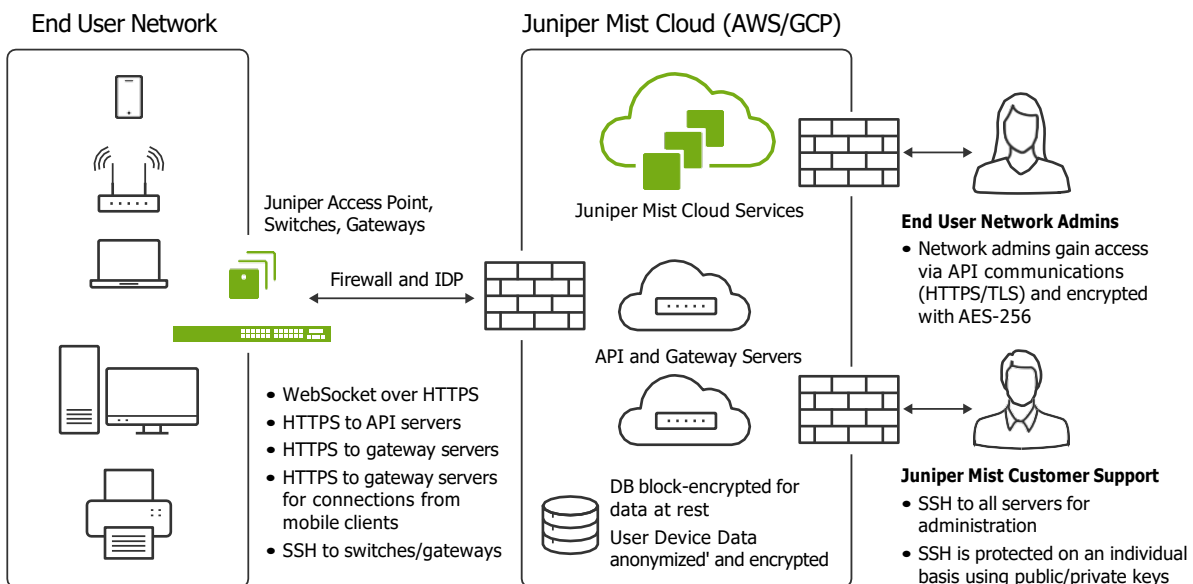 End User Network
Juniper Mist Cloud (AWS/GCP)
Juniper Access Point,
Switches, Gateways
Firewall and IDP
• WebSocket over HTTPS
• HTTPS to API servers
• HTTPS to gateway servers
• HTTPS to gateway servers
for connections from
mobile clients
• SSH to switches/gateways
Juniper Mist Cloud Services
API and Gateway Servers
DB block-encrypted for
data at rest
User Device Data
anonymized' and encrypted
End User Network Admins
• Network admins gain access
via API communications
(HTTPS/TLS) and encrypted
with AES-256
Juniper Mist Customer Support
• SSH to all servers for
administration
• SSH is protected on an individual
basis using public/private keys